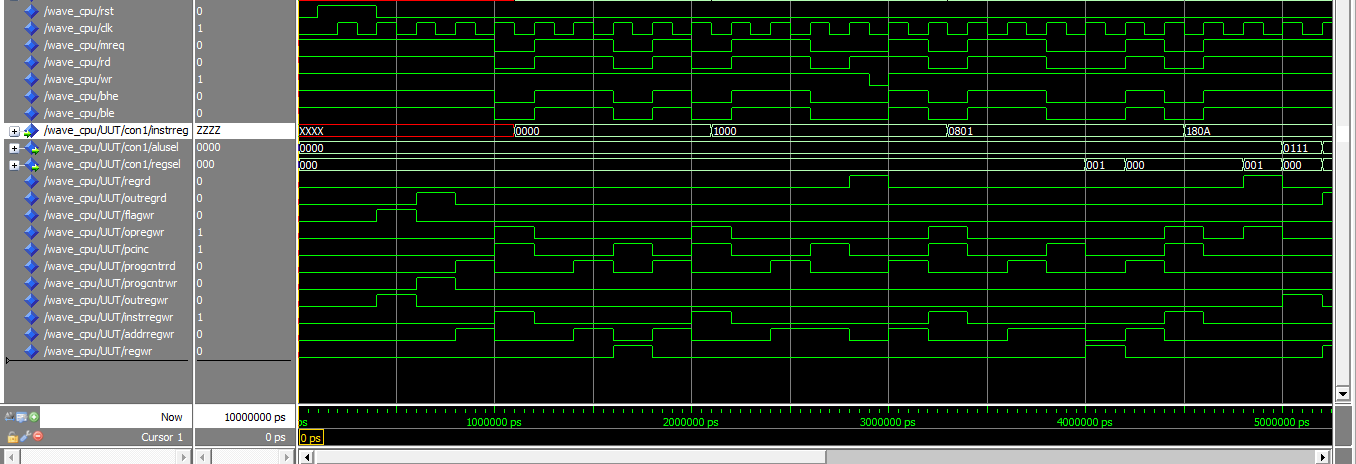 /wave_cpu/rst 0
/wave_cpu/clk 1
/wave_cpu/mreq 0
/wave_cpu/rd 0
/wave_cpu/wr 1
/wave_cpu/bhe 0
/wave_cpu/ble 0
/wave_cpu/UUT/con1/instrreg ZZZZ XXXX 0000 1000 0801 180A
/wave_cpu/UUT/con1/alusel 0000 0000 0111
/wave_cpu/UUT/con1/regsel 000 000 001 000 001 000
/wave_cpu/UUT/regrd 0
/wave_cpu/UUT/outregrd 0
/wave_cpu/UUT/flagwr 0
/wave_cpu/UUT/opregwr 1
/wave_cpu/UUT/pcinc 1
/wave_cpu/UUT/progcntrrd 0
/wave_cpu/UUT/progcntrwr 0
/wave_cpu/UUT/outregwr 0
/wave_cpu/UUT/instrregwr 1
/wave_cpu/UUT/addrregwr 0
/wave_cpu/UUT/regwr 0
Now 10000000 ps ps 1000000 ps 2000000 ps 3000000 ps 4000000 ps 5000000 ps
Cursor 1 0 ps 0 ps